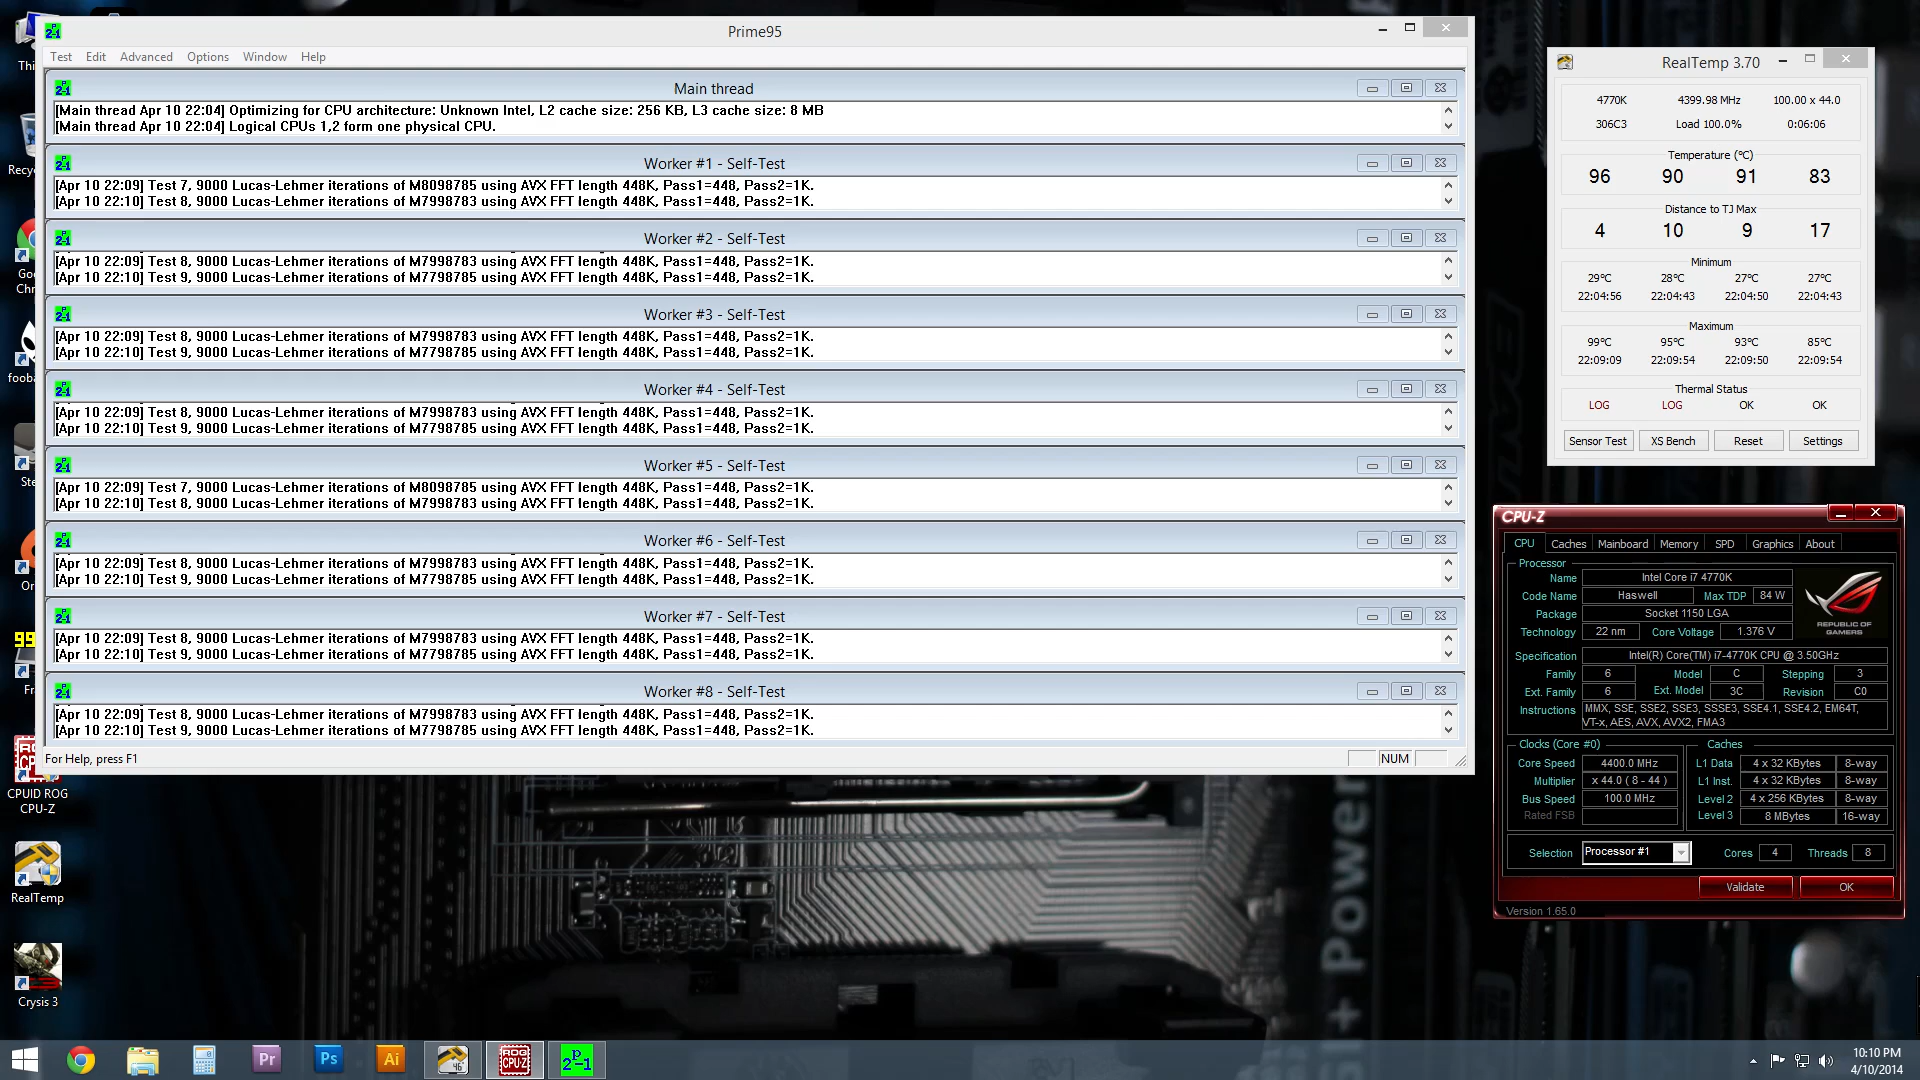 Prime95
Test Edit Advanced Options Window Help
Main thread
[Main thread Apr 10 22:04] Optimizing for CPU architecture: Unknown Intel, L2 cache size: 256 KB, L3 cache size: 8 MB
[Main thread Apr 10 22:04] Logical CPUs 1,2 form one physical CPU.
Worker #1 - Self-Test
[Apr 10 22:09] Test 7, 9000 Lucas-Lehmer iterations of M8098785 using AVX FFT length 448K, Pass1=448, Pass2=1K.
[Apr 10 22:10] Test 8, 9000 Lucas-Lehmer iterations of M7998783 using AVX FFT length 448K, Pass1=448, Pass2=1K.
Worker #2 - Self-Test
[Apr 10 22:09] Test 8, 9000 Lucas-Lehmer iterations of M7998783 using AVX FFT length 448K, Pass1=448, Pass2=1K.
[Apr 10 22:10] Test 9, 9000 Lucas-Lehmer iterations of M7798785 using AVX FFT length 448K, Pass1=448, Pass2=1K.
Worker #3 - Self-Test
[Apr 10 22:09] Test 8, 9000 Lucas-Lehmer iterations of M7998783 using AVX FFT length 448K, Pass1=448, Pass2=1K.
[Apr 10 22:10] Test 9, 9000 Lucas-Lehmer iterations of M7798785 using AVX FFT length 448K, Pass1=448, Pass2=1K.
Worker #4 - Self-Test
[Apr 10 22:09] Test 8, 9000 Lucas-Lehmer iterations of M7998783 using AVX FFT length 448K, Pass1=448, Pass2=1K.
[Apr 10 22:10] Test 9, 9000 Lucas-Lehmer iterations of M7798785 using AVX FFT length 448K, Pass1=448, Pass2=1K.
Worker #5 - Self-Test
[Apr 10 22:09] Test 7, 9000 Lucas-Lehmer iterations of M8098785 using AVX FFT length 448K, Pass1=448, Pass2=1K.
[Apr 10 22:10] Test 8, 9000 Lucas-Lehmer iterations of M7998783 using AVX FFT length 448K, Pass1=448, Pass2=1K.
Worker #6 - Self-Test
[Apr 10 22:09] Test 8, 9000 Lucas-Lehmer iterations of M7998783 using AVX FFT length 448K, Pass1=448, Pass2=1K.
[Apr 10 22:10] Test 9, 9000 Lucas-Lehmer iterations of M7798785 using AVX FFT length 448K, Pass1=448, Pass2=1K.
Worker #7 - Self-Test
[Apr 10 22:09] Test 8, 9000 Lucas-Lehmer iterations of M7998783 using AVX FFT length 448K, Pass1=448, Pass2=1K.
[Apr 10 22:10] Test 9, 9000 Lucas-Lehmer iterations of M7798785 using AVX FFT length 448K, Pass1=448, Pass2=1K.
Worker #8 - Self-Test
[Apr 10 22:09] Test 8, 9000 Lucas-Lehmer iterations of M7998783 using AVX FFT length 448K, Pass1=448, Pass2=1K.
[Apr 10 22:10] Test 9, 9000 Lucas-Lehmer iterations of M7798785 using AVX FFT length 448K, Pass1=448, Pass2=1K.
For Help, press F1 NUM
RealTemp 3.70
4770K 4399.98 MHz 100.00 x 44.0
306C3 Load 100.0% 0:06:06
Temperature (°C)
96 90 91 83
Distance to TJ Max
4 10 9 17
Minimum
29°C 28°C 27°C 27°C
22:04:56 22:04:43 22:04:50 22:04:43
Maximum
99°C 95°C 93°C 85°C
22:09:09 22:09:54 22:09:50 22:09:54
Thermal Status
LOG LOG OK OK
Sensor Test XS Bench Reset Settings
CPU-Z
CPU Caches Mainboard Memory SPD Graphics About
Processor
Name Intel Core i7 4770K
Code Name Haswell Max TDP 84 W
Package Socket 1150 LGA
Technology 22 nm Core Voltage 1.376 V
REPUBLIC OF
GAMERS
Specification Intel(R) Core(TM) i7-4770K CPU @ 3.50GHz
Family 6 Model C Stepping 3
Ext. Family 6 Ext. Model 3C Revision C0
Instructions MMX, SSE, SSE2, SSE3, SSSE3, SSE4.1, SSE4.2, EM64T,
VT-x, AES, AVX, AVX2, FMA3
Clocks (Core #0)
Core Speed 4400.0 MHz
Multiplier x 44.0 ( 8 - 44 )
Bus Speed 100.0 MHz
Rated FSB
Caches
L1 Data 4 x 32 KBytes 8-way
L1 Inst. 4 x 32 KBytes 8-way
Level 2 4 x 256 KBytes 8-way
Level 3 8 MBytes 16-way
Selection Processor #1 Cores 4 Threads 8
Validate OK
Version 1.65.0
Thi
Recyc
Goo
Chr
fooba
Ste
Or
99
Fr
CPUID ROG
CPU-Z
RealTemp
Crysis 3
Power
Pr Ps Ai 46 ROG CPU-Z 2P-1
10:10 PM
4/10/2014